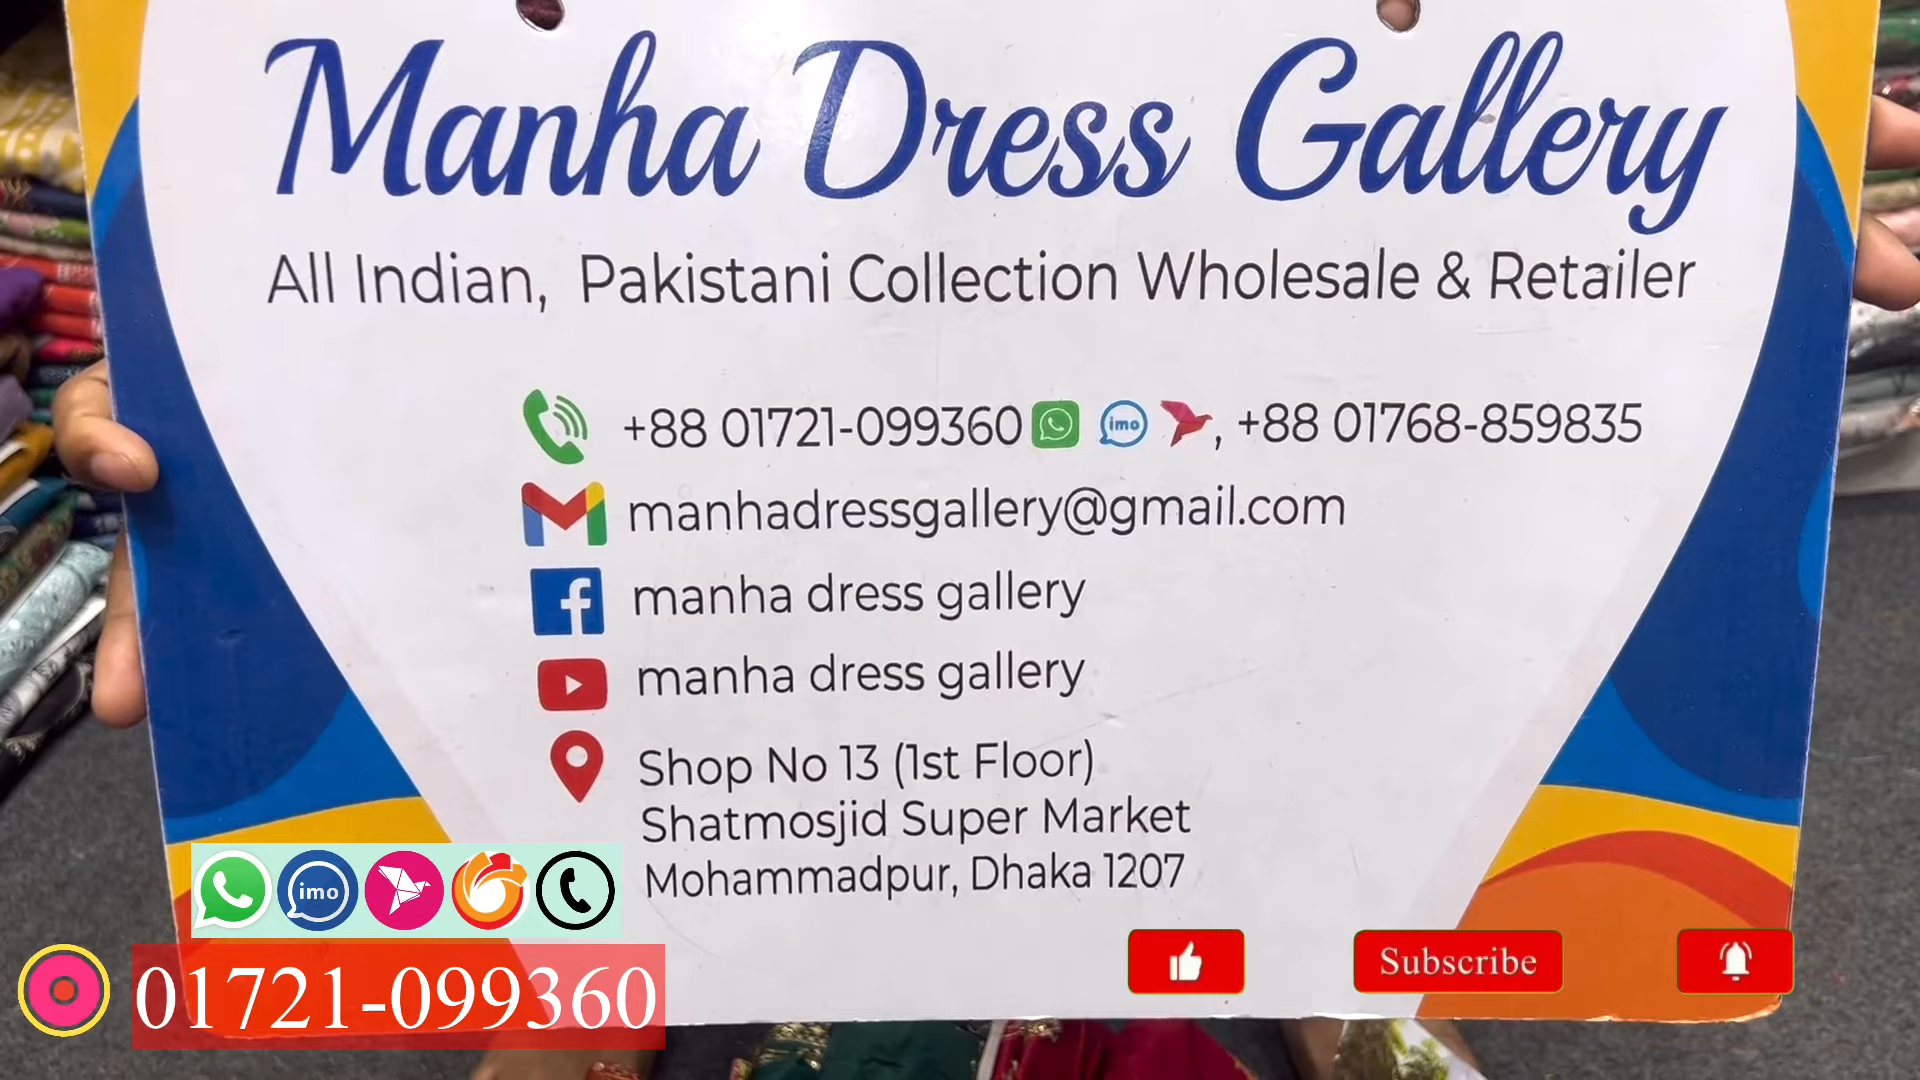 Manha Dress Gallery
All Indian, Pakistani Collection Wholesale & Retailer
+88 01721-099360 imo , +88 01768-859835
manhadressgallery@gmail.com
manha dress gallery
manha dress gallery
Shop No 13 (1st Floor)
Shatmosjid Super Market
Mohammadpur, Dhaka 1207
imo
01721-099360
Subscribe